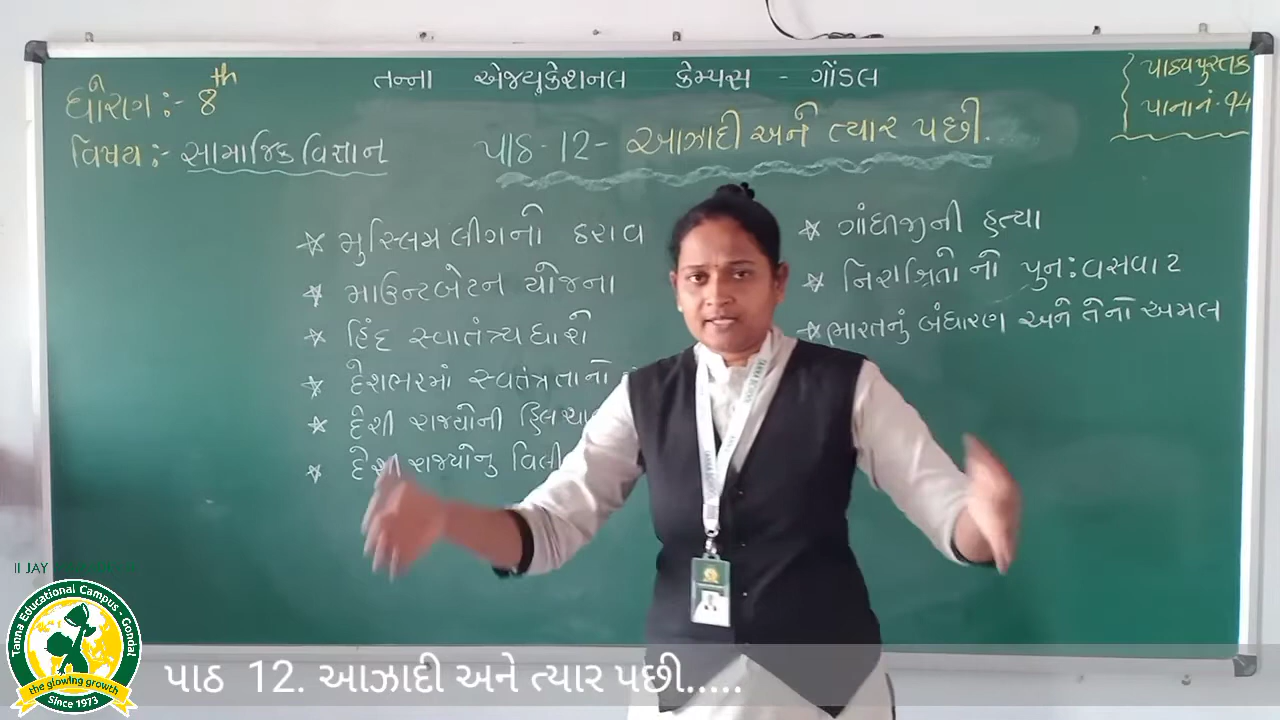 તન્ના એજ્યુકેશનલ કેમ્પસ - ગોંડલ
ધોરણ :- 8th
વિષય :- સામાજિક વિજ્ઞાન
પાઠ - 12 - આઝાદી અને ત્યાર પછી..
પાઠ્યપુસ્તક
પાના નં.
મુસ્લિમ લીગનો ઠરાવ
માઉન્ટબેટન યોજના
હિંદ સ્વાતંત્ર્ય ધારો
દેશભરમાં સ્વતંત્રતાનો
દેશી રાજ્યોની
દેશી રાજ્યોનુ
ગાંધીજીની હત્યા
નિરાશ્રિતોનો પુનઃવસવાટ
ભારતનું બંધારણ અને તેનો અમલ
II JAY
Tanna Educational Campus - Gondal
the glowing growth
Since 1973
પાઠ 12. આઝાદી અને ત્યાર પછી.....